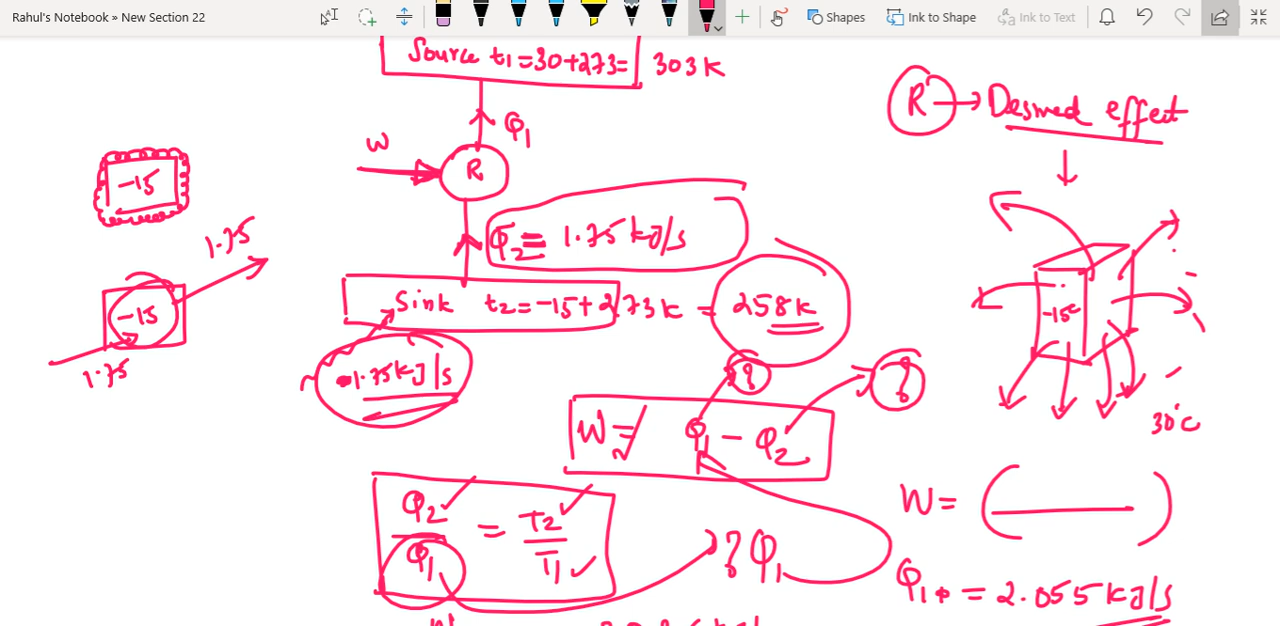 Rahul's Notebook » New Section 22
Shapes
Ink to Shape
Ink to Text
Source t1 = 30+273 = 303K
R → Desired effect
Q1
W
R
-15
1.75
Q2 = 1.75 kJ/s
Sink t2 = -15+273K = 258K
-15
1.75
-15
1.75 kJ/s
?
?
30°C
W = Q1 - Q2
W = ( )
Q2/Q1 = T2/T1
? Q1
Q1 = 2.055 kJ/s